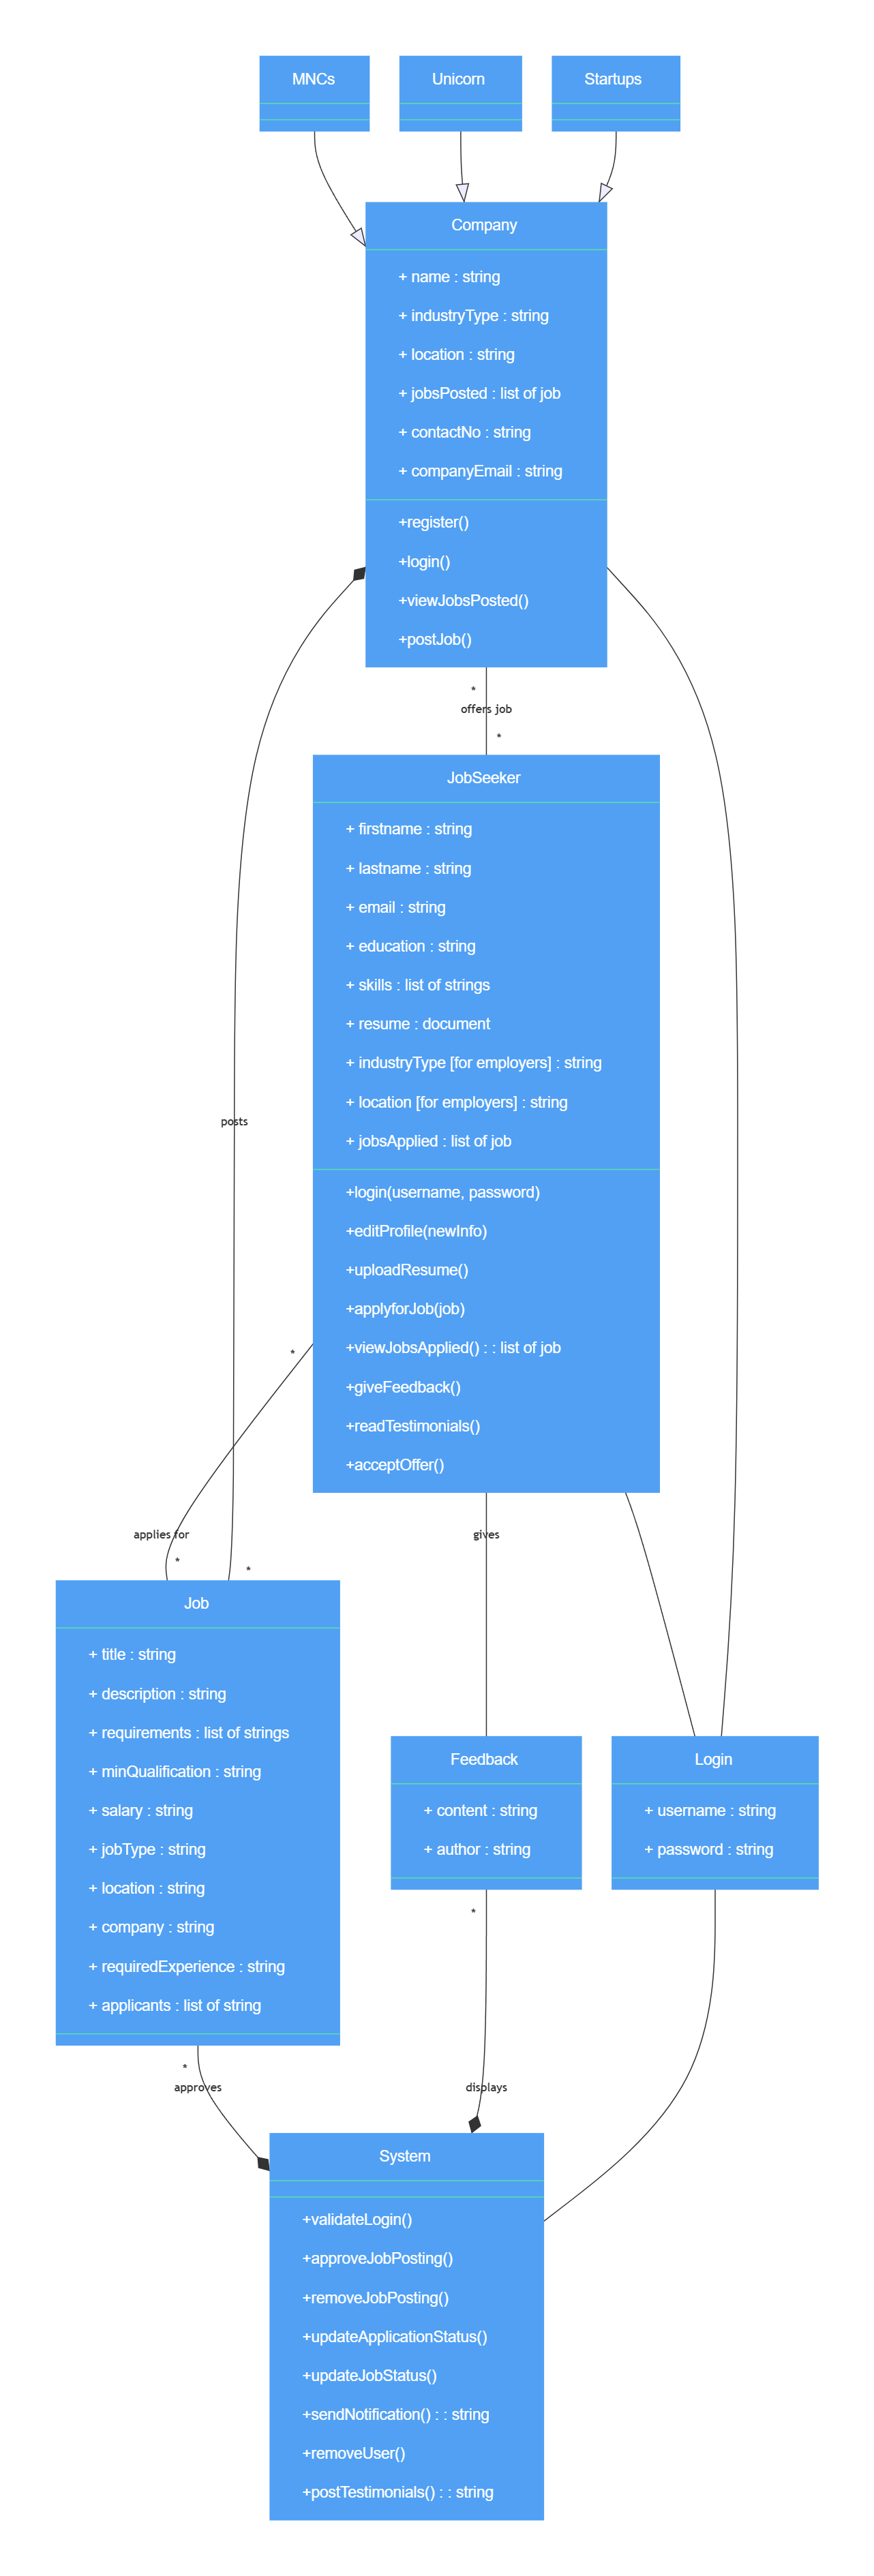 MNCs
Unicorn
Startups
Company
+ name : string
+ industryType : string
+ location : string
+ jobsPosted : list of job
+ contactNo : string
+ companyEmail : string
+register()
+login()
+viewJobsPosted()
+postJob()
*
offers job
*
JobSeeker
+ firstname : string
+ lastname : string
+ email : string
+ education : string
+ skills : list of strings
+ resume : document
+ industryType [for employers] : string
+ location [for employers] : string
+ jobsApplied : list of job
+login(username, password)
+editProfile(newInfo)
+uploadResume()
+applyforJob(job)
+viewJobsApplied() : : list of job
+giveFeedback()
+readTestimonials()
+acceptOffer()
posts
*
applies for
*
*
gives
Job
+ title : string
+ description : string
+ requirements : list of strings
+ minQualification : string
+ salary : string
+ jobType : string
+ location : string
+ company : string
+ requiredExperience : string
+ applicants : list of string
Feedback
+ content : string
+ author : string
Login
+ username : string
+ password : string
*
approves
*
displays
System
+validateLogin()
+approveJobPosting()
+removeJobPosting()
+updateApplicationStatus()
+updateJobStatus()
+sendNotification() : : string
+removeUser()
+postTestimonials() : : string